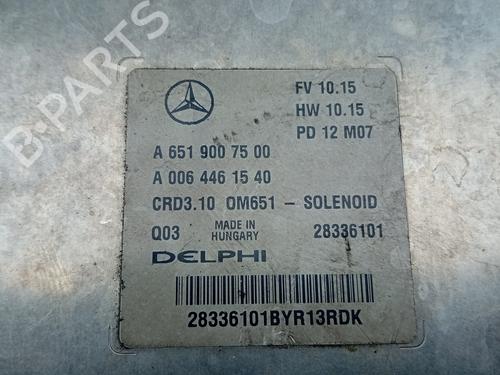 FV 10.15
HW 10.15
PD 12 M07
A 651 900 75 00
A 006 446 15 40
CRD3.10 OM651 - SOLENOID
Q03 MADE IN HUNGARY 28336101
DELPHI
28336101BYR13RDK
B-PARTS